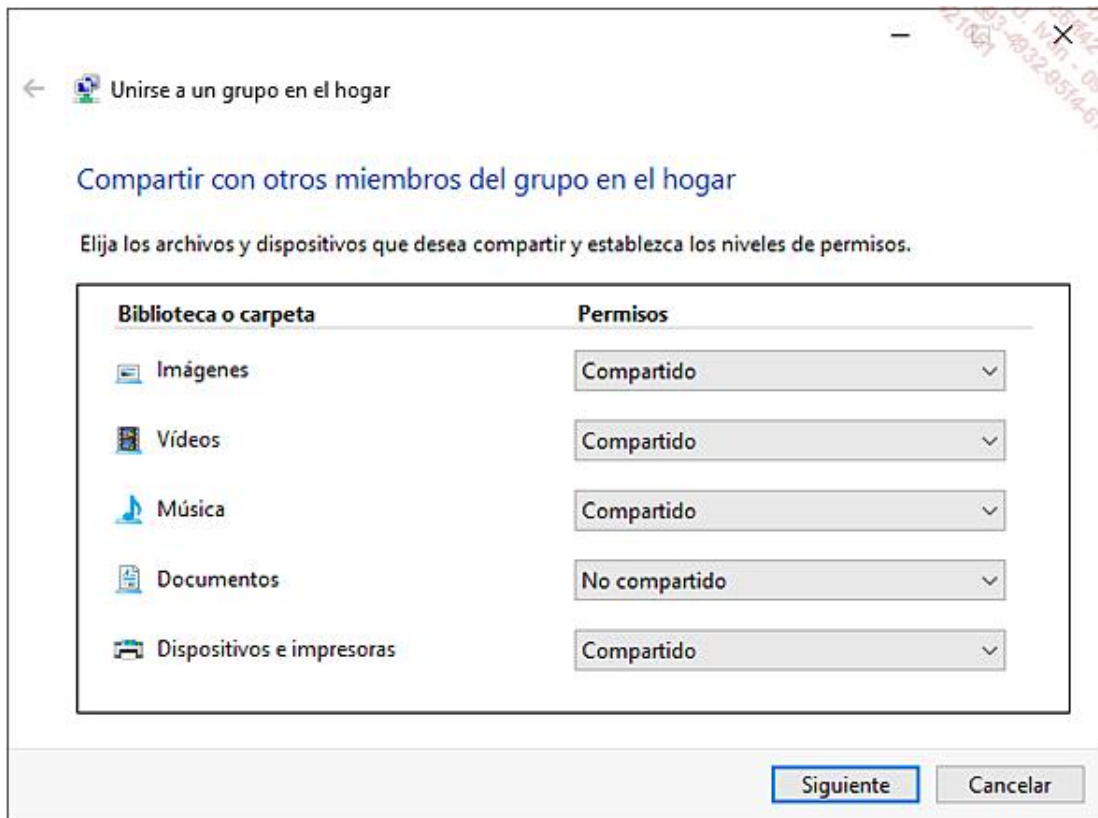 Unirse a un grupo en el hogar
Compartir con otros miembros del grupo en el hogar
Elija los archivos y dispositivos que desea compartir y establezca los niveles de permisos.
Biblioteca o carpeta Permisos
Imágenes Compartido
Vídeos Compartido
Música Compartido
Documentos No compartido
Dispositivos e impresoras Compartido
Siguiente Cancelar